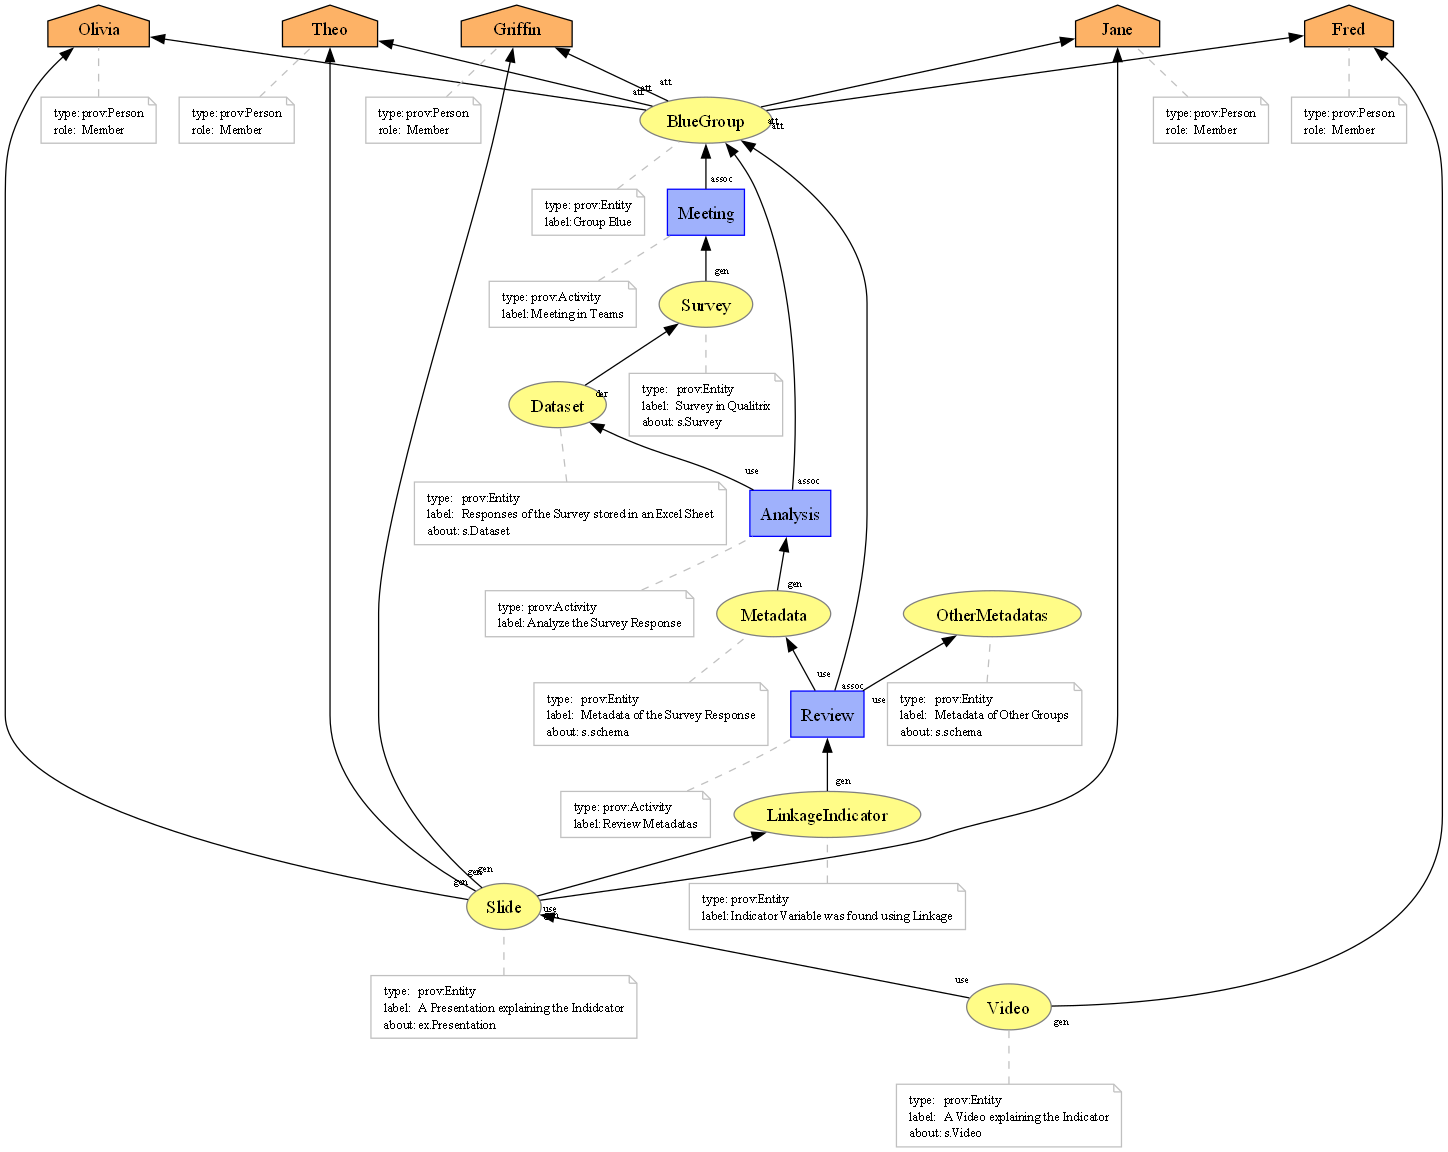 Olivia
Theo
Griffin
Jane
Fred
type: prov:Person
role: Member
type: prov:Person
role: Member
type: prov:Person
role: Member
type: prov:Person
role: Member
type: prov:Person
role: Member
att
att
att
att
att
BlueGroup
assoc
type: prov:Entity
label: Group Blue
Meeting
gen
type: prov:Activity
label: Meeting in Teams
Survey
der
type: prov:Entity
label: Survey in Qualitrix
about: s.Survey
Dataset
use
assoc
type: prov:Entity
label: Responses of the Survey stored in an Excel Sheet
about: s.Dataset
Analysis
gen
type: prov:Activity
label: Analyze the Survey Response
Metadata
OtherMetadatas
use
assoc
use
type: prov:Entity
label: Metadata of the Survey Response
about: s.schema
type: prov:Entity
label: Metadata of Other Groups
about: s.schema
Review
gen
type: prov:Activity
label: Review Metadatas
LinkageIndicator
gen
gen
gen
use
gen
Slide
type: prov:Entity
label: Indicator Variable was found using Linkage
use
type: prov:Entity
label: A Presentation explaining the Indidcator
about: ex.Presentation
Video
gen
type: prov:Entity
label: A Video explaining the Indicator
about: s.Video